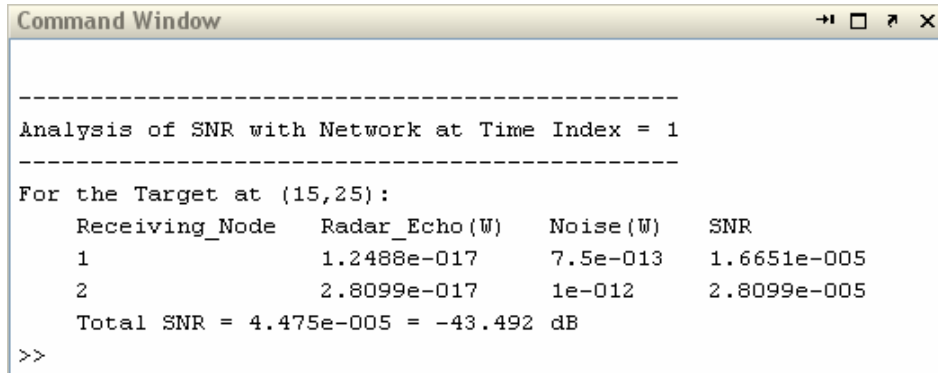 Command Window
-----------------------------------------------
Analysis of SNR with Network at Time Index = 1
-----------------------------------------------
For the Target at (15,25):
Receiving_Node Radar_Echo(W) Noise(W) SNR
1 1.2488e-017 7.5e-013 1.6651e-005
2 2.8099e-017 1e-012 2.8099e-005
Total SNR = 4.475e-005 = -43.492 dB
>>